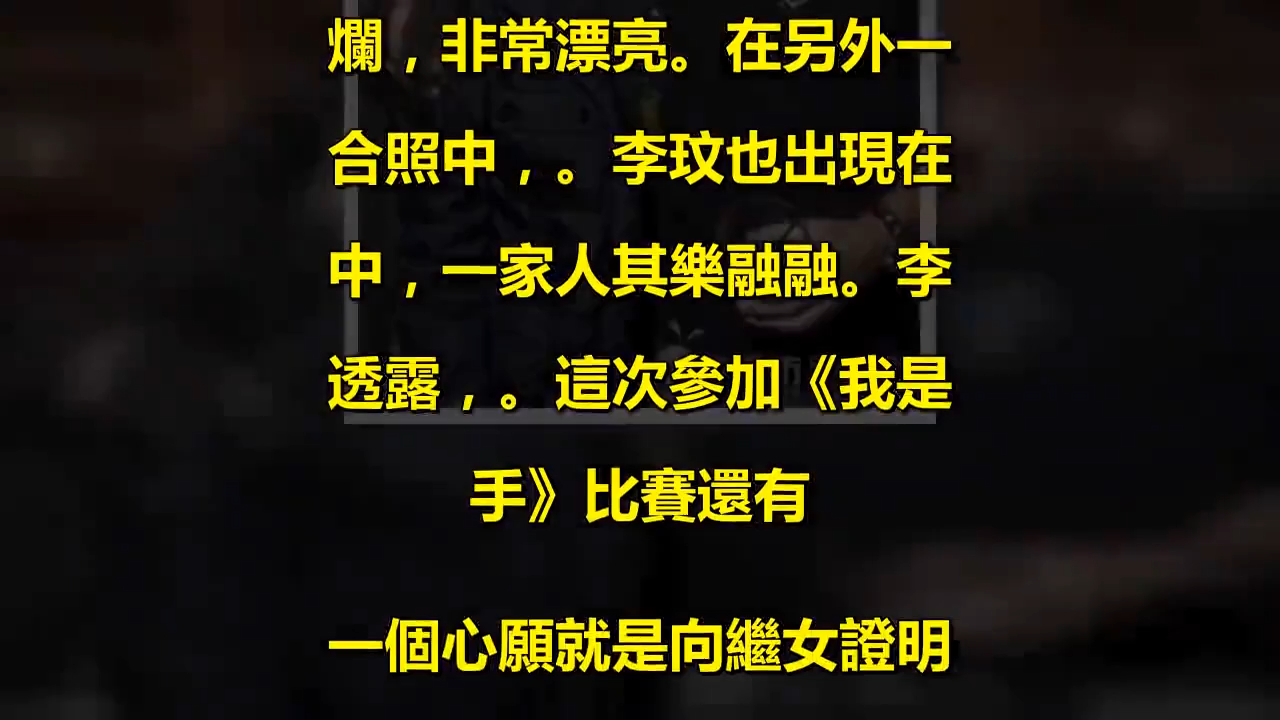 爛，非常漂亮。在另外一
合照中，。李玟也出現在
中，一家人其樂融融。李
透露，。這次參加《我是
手》比賽還有
一個心願就是向繼女證明